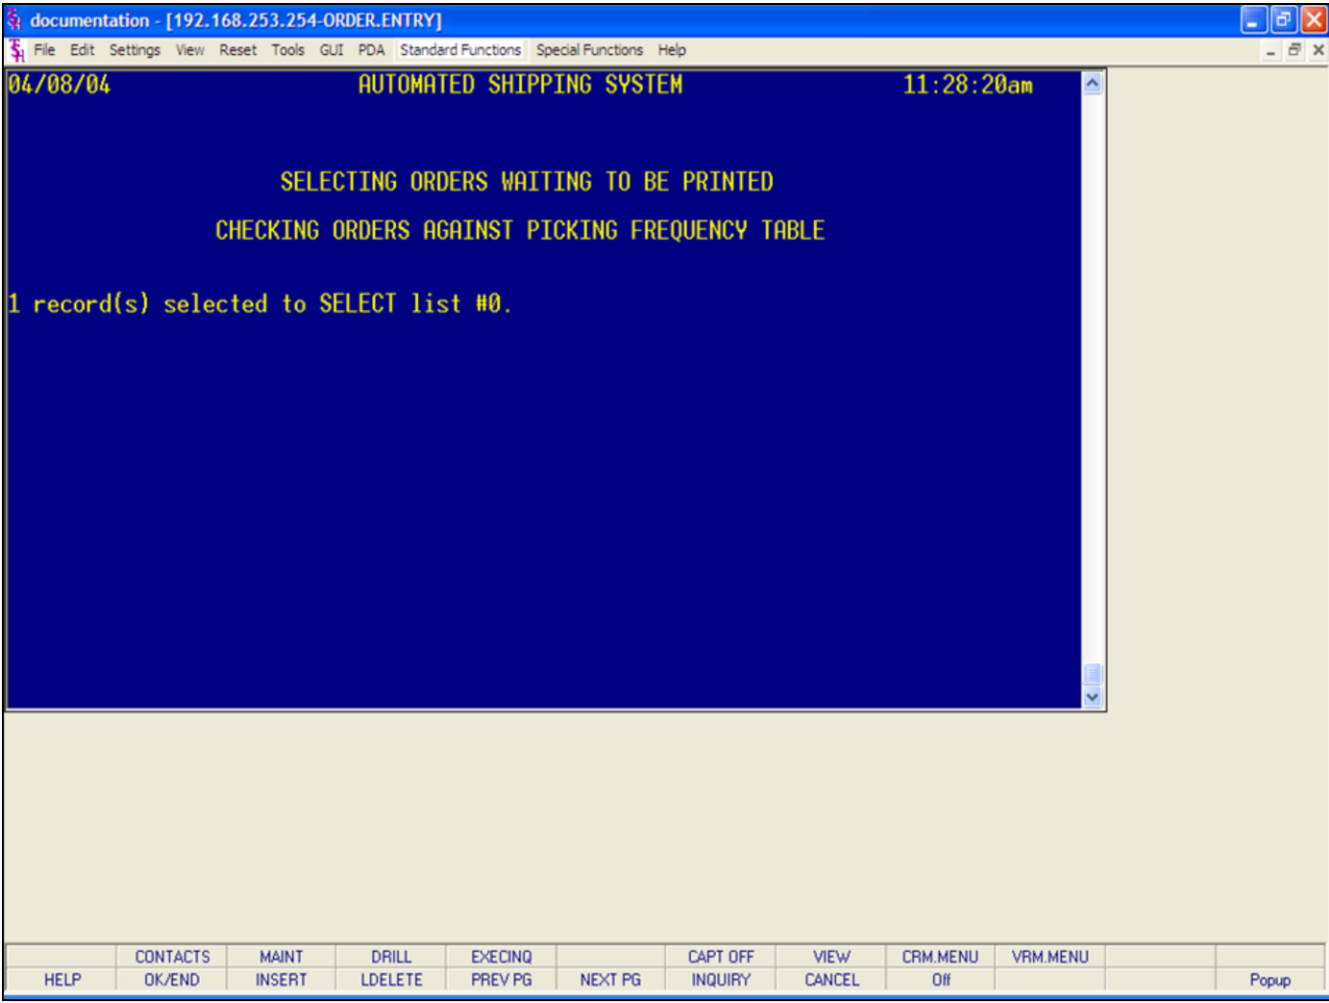 documentation - [192.168.253.254-ORDER.ENTRY]
File Edit Settings View Reset Tools GUI PDA Standard Functions Special Functions Help
04/08/04 AUTOMATED SHIPPING SYSTEM 11:28:20am
SELECTING ORDERS WAITING TO BE PRINTED
CHECKING ORDERS AGAINST PICKING FREQUENCY TABLE
1 record(s) selected to SELECT list #0.
CONTACTS MAINT DRILL EXECINQ CAPT OFF VIEW CRM.MENU VRM.MENU
HELP OK/END INSERT LDELETE PREV PG NEXT PG INQUIRY CANCEL Off Popup